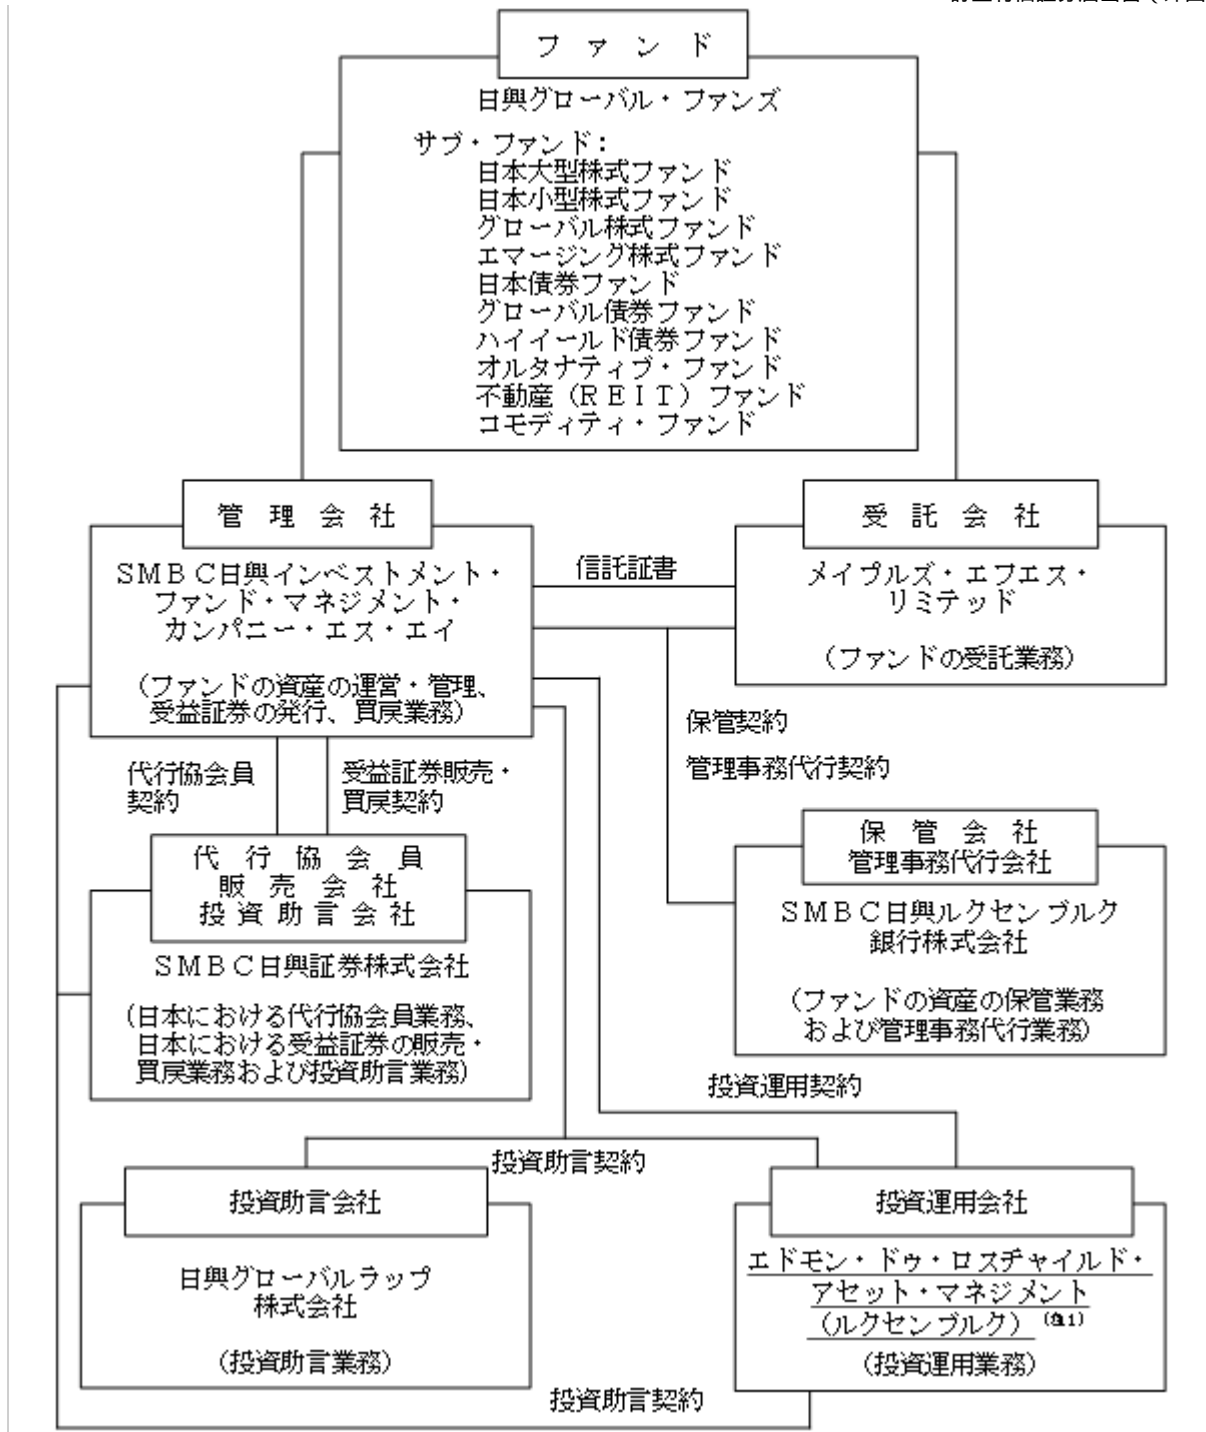 ファンド
日興グローバル・ファンズ
サブ・ファンド：
日本大型株式ファンド
日本小型株式ファンド
グローバル株式ファンド
エマージング株式ファンド
日本債券ファンド
グローバル債券ファンド
ハイイールド債券ファンド
オルタナティブ・ファンド
不動産（ＲＥＩＴ）ファンド
コモディティ・ファンド
管理会社
ＳＭＢＣ日興インベストメント・
ファンド・マネジメント・
カンパニー・エス・エイ
（ファンドの資産の運営・管理、
受益証券の発行、買戻業務）
信託証書
受託会社
メイプルズ・エフエス・
リミテッド
（ファンドの受託業務）
保管契約
管理事務代行契約
代行協会員
契約
受益証券販売・
買戻契約
代行協会員
販売会社
投資助言会社
ＳＭＢＣ日興証券株式会社
（日本における代行協会員業務、
日本における受益証券の販売・
買戻業務および投資助言業務）
保管会社
管理事務代行会社
ＳＭＢＣ日興ルクセンブルク
銀行株式会社
（ファンドの資産の保管業務
および管理事務代行業務）
投資運用契約
投資助言契約
投資助言会社
日興グローバルラップ
株式会社
（投資助言業務）
投資運用会社
エドモン・ドゥ・ロスチャイルド・
アセット・マネジメント
（ルクセンブルク）（注1）
（投資運用業務）
投資助言契約